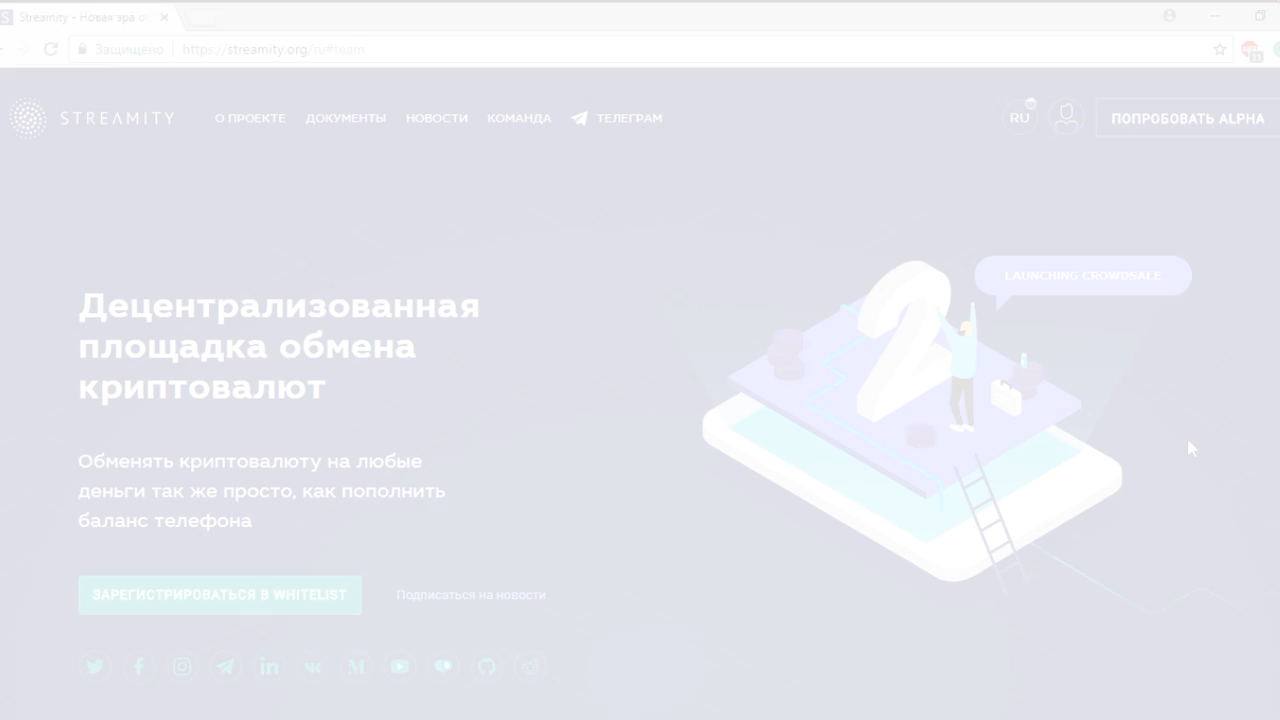 Streamity - Новая эра
Защищено
https://streamity.org/ru#team
STREAMITY
О ПРОЕКТЕ
ДОКУМЕНТЫ
НОВОСТИ
КОМАНДА
ТЕЛЕГРАМ
RU
ПОПРОБОВАТЬ ALPHA
LAUNCHING CROWDSALE
Децентрализованная
площадка обмена
криптовалют
Обменять криптовалюту на любые
деньги так же просто, как пополнить
баланс телефона
ЗАРЕГИСТРИРОВАТЬСЯ В WHITELIST
Подписаться на новости